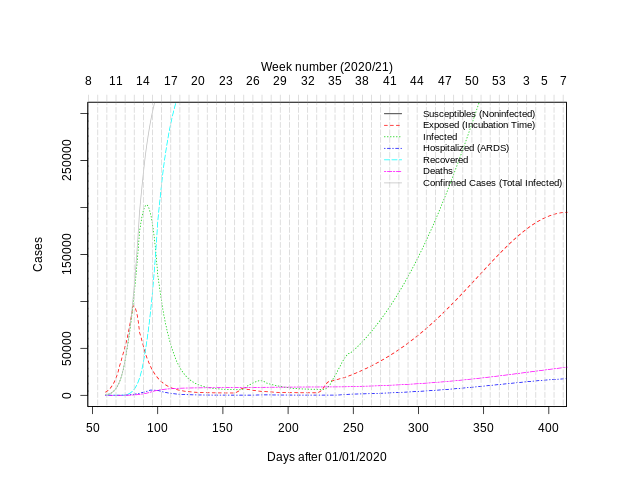 Week number (2020/21)
8 11 14 17 20 23 26 29 32 35 38 41 44 47 50 53 3 5 7
Susceptibles (Noninfected)
Exposed (Incubation Time)
Infected
Hospitalized (ARDS)
Recovered
Deaths
Confirmed Cases (Total Infected)
Cases
250000
150000
50000
0
50 100 150 200 250 300 350 400
Days after 01/01/2020